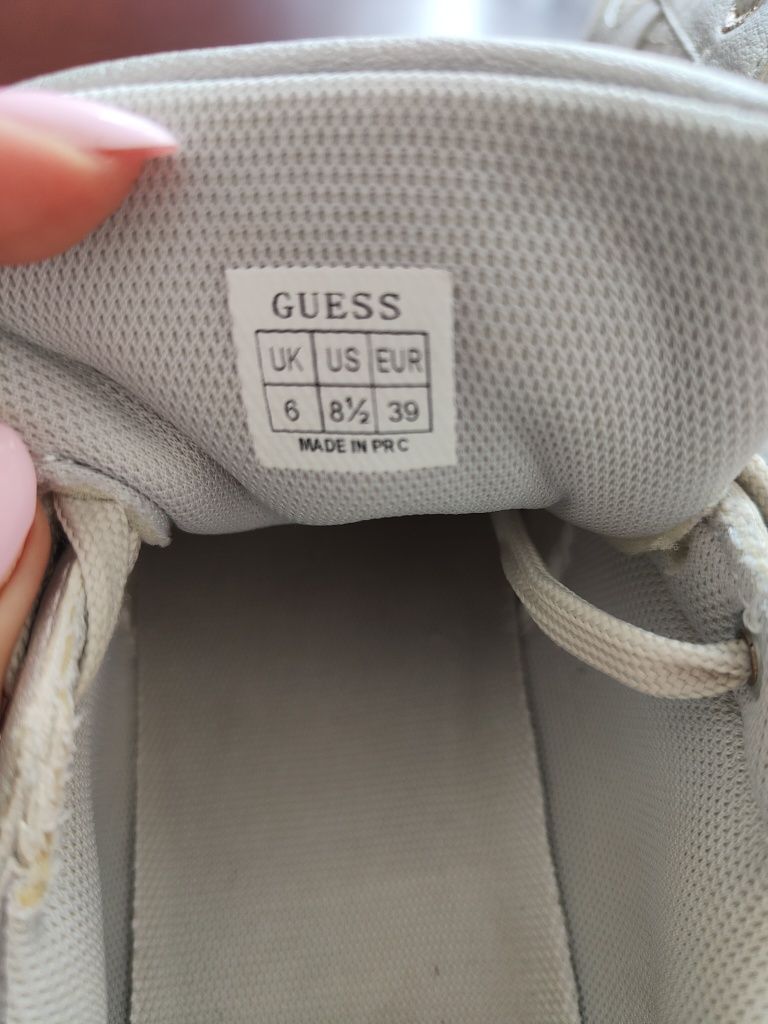 GUESS
UK US EUR
6 8½ 39
MADE IN PRC